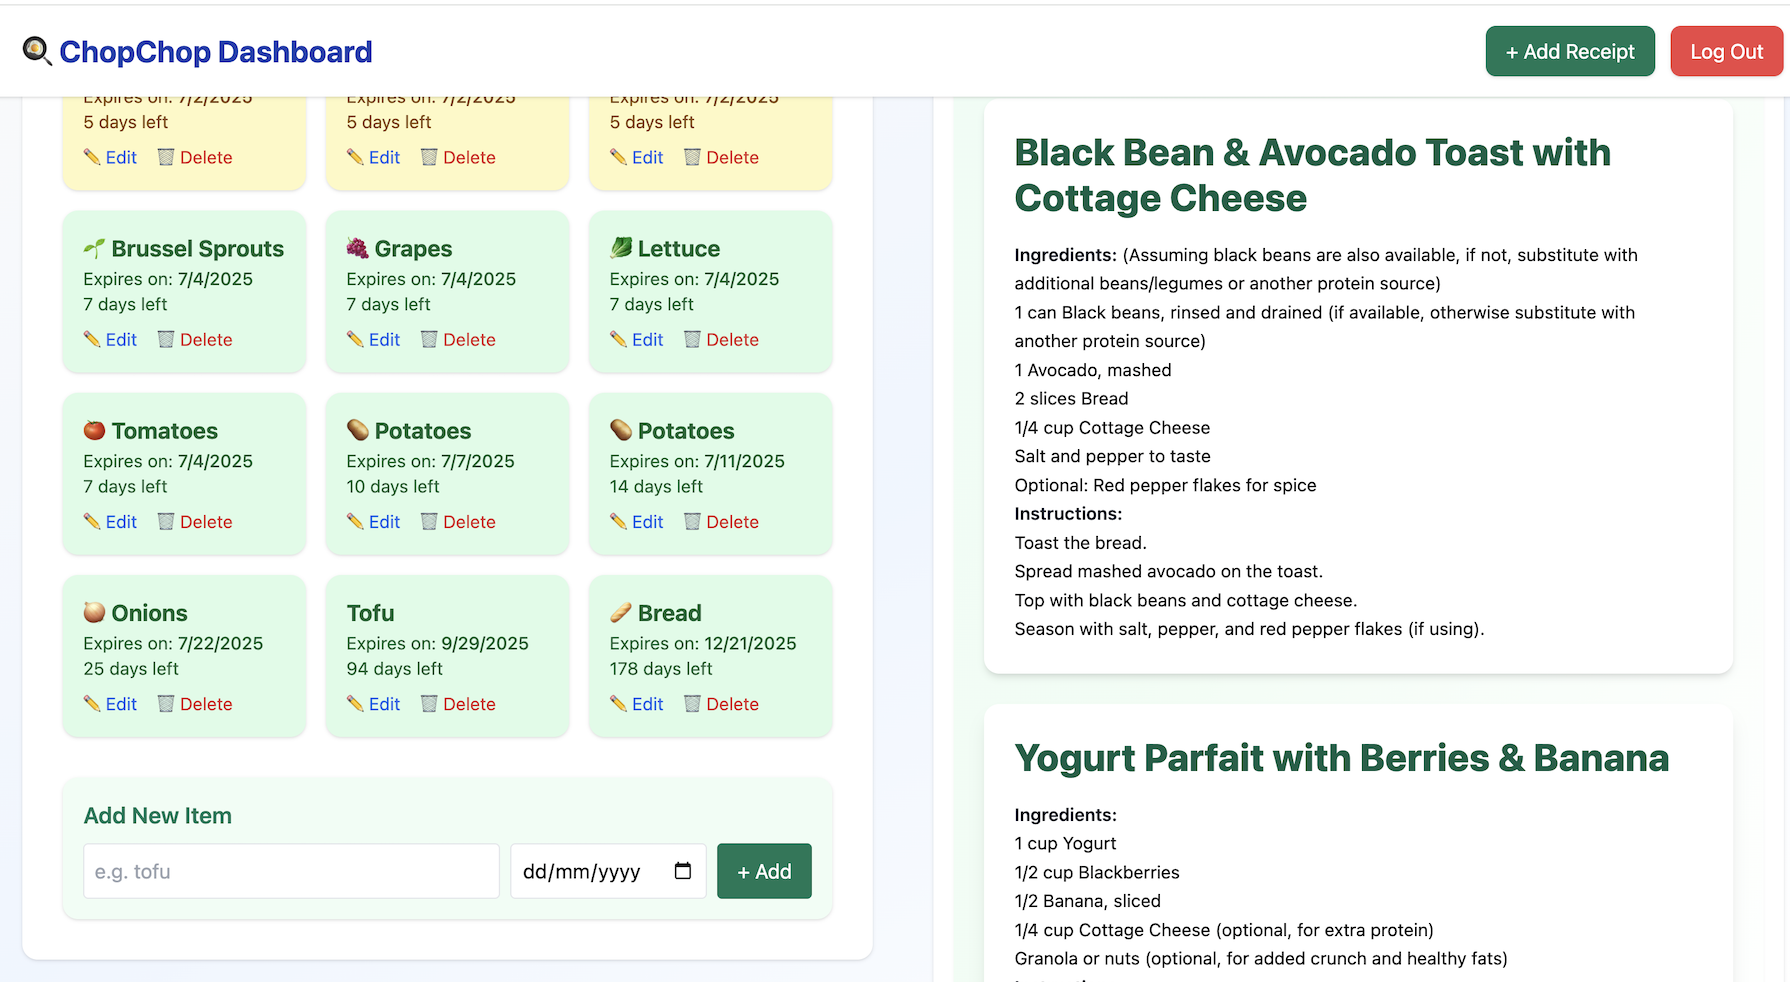 ChopChop Dashboard
+ Add Receipt
Log Out
Expires on: 7/2/2025
5 days left
Edit Delete
Expires on: 7/2/2025
5 days left
Edit Delete
Expires on: 7/2/2025
5 days left
Edit Delete
Brussel Sprouts
Expires on: 7/4/2025
7 days left
Edit Delete
Grapes
Expires on: 7/4/2025
7 days left
Edit Delete
Lettuce
Expires on: 7/4/2025
7 days left
Edit Delete
Tomatoes
Expires on: 7/4/2025
7 days left
Edit Delete
Potatoes
Expires on: 7/7/2025
10 days left
Edit Delete
Potatoes
Expires on: 7/11/2025
14 days left
Edit Delete
Onions
Expires on: 7/22/2025
25 days left
Edit Delete
Tofu
Expires on: 9/29/2025
94 days left
Edit Delete
Bread
Expires on: 12/21/2025
178 days left
Edit Delete
Add New Item
e.g. tofu
dd/mm/yyyy
+ Add
Black Bean & Avocado Toast with
Cottage Cheese
Ingredients: (Assuming black beans are also available, if not, substitute with
additional beans/legumes or another protein source)
1 can Black beans, rinsed and drained (if available, otherwise substitute with
another protein source)
1 Avocado, mashed
2 slices Bread
1/4 cup Cottage Cheese
Salt and pepper to taste
Optional: Red pepper flakes for spice
Instructions:
Toast the bread.
Spread mashed avocado on the toast.
Top with black beans and cottage cheese.
Season with salt, pepper, and red pepper flakes (if using).
Yogurt Parfait with Berries & Banana
Ingredients:
1 cup Yogurt
1/2 cup Blackberries
1/2 Banana, sliced
1/4 cup Cottage Cheese (optional, for extra protein)
Granola or nuts (optional, for added crunch and healthy fats)